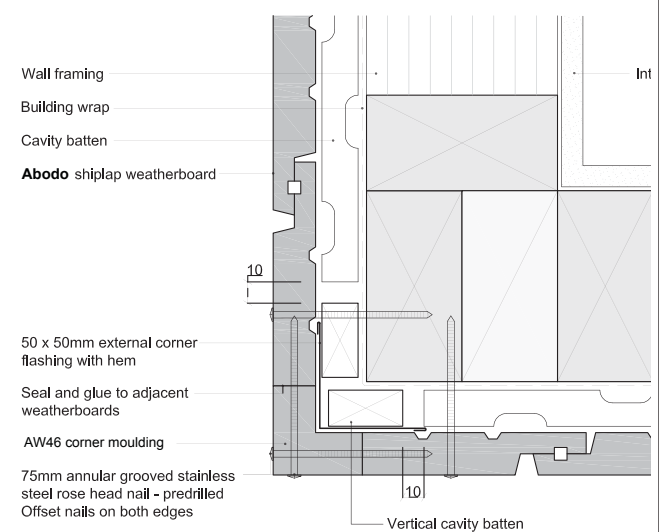 Wall framing
Int
Building wrap
Cavity batten
Abodo shiplap weatherboard
10
50 x 50mm external corner
flashing with hem
Seal and glue to adjacent
weatherboards
AW46 corner moulding
75mm annular grooved stainless
steel rose head nail - predrilled
Offset nails on both edges
10
Vertical cavity batten